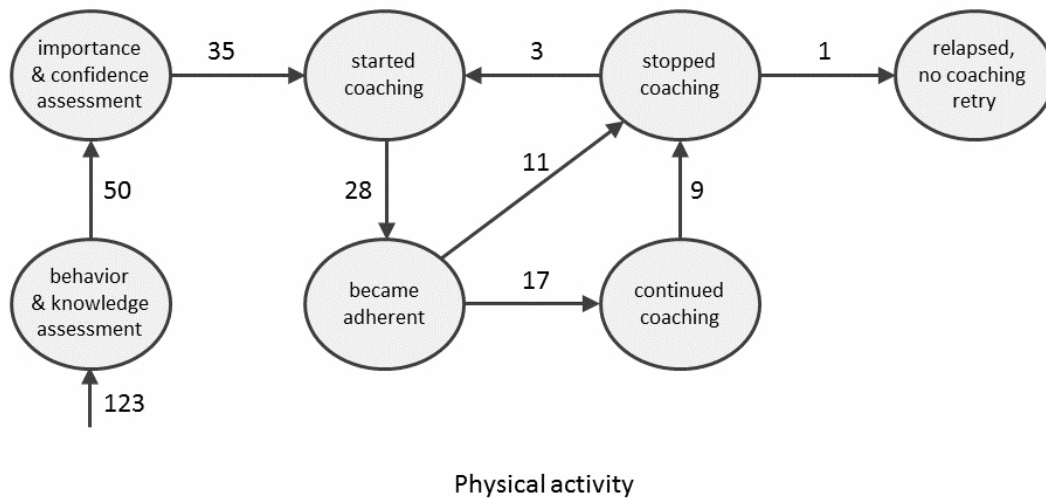 importance
& confidence
assessment
35
started
coaching
3
stopped
coaching
1
relapsed,
no coaching
retry
50
28
11
9
behavior
& knowledge
assessment
became
adherent
17
continued
coaching
123
Physical activity